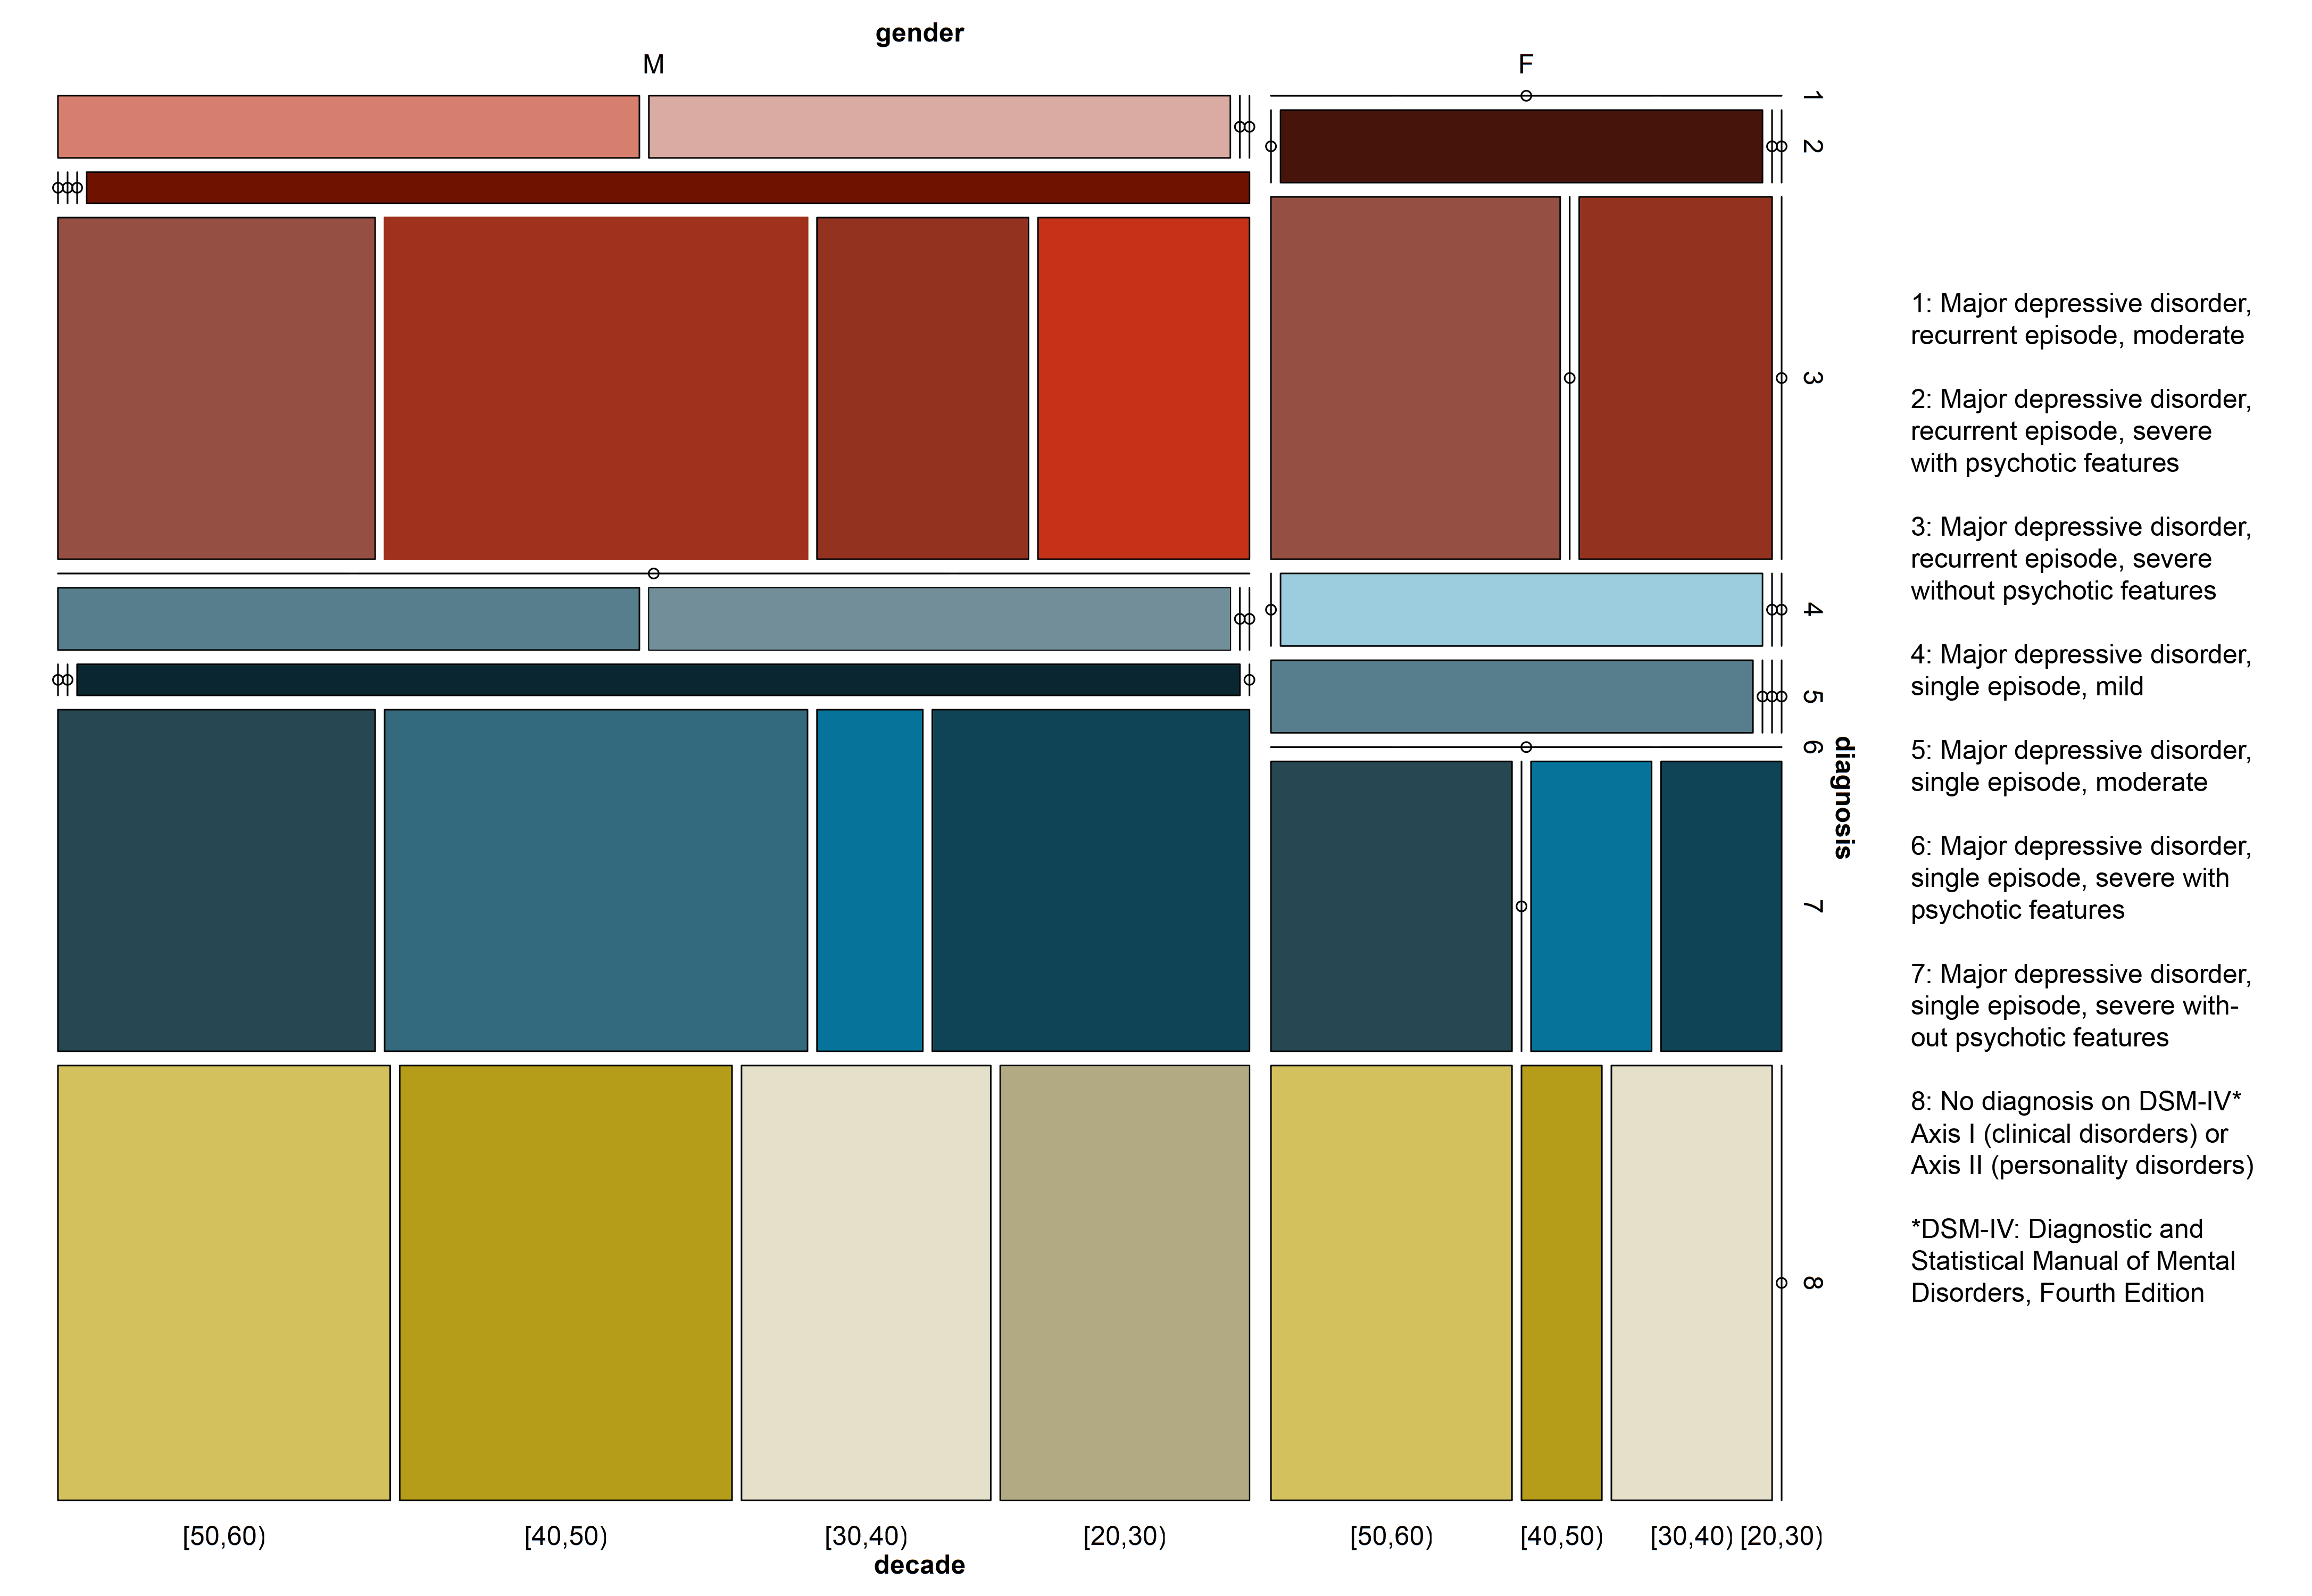 gender
M
F
1
2
3
4
5
6
7
8
diagnosis
[50,60)
[40,50)
[30,40)
[20,30)
[50,60)
[40,50)
[30,40)
[20,30)
decade
1: Major depressive disorder,
recurrent episode, moderate
2: Major depressive disorder,
recurrent episode, severe
with psychotic features
3: Major depressive disorder,
recurrent episode, severe
without psychotic features
4: Major depressive disorder,
single episode, mild
5: Major depressive disorder,
single episode, moderate
6: Major depressive disorder,
single episode, severe with
psychotic features
7: Major depressive disorder,
single episode, severe with-
out psychotic features
8: No diagnosis on DSM-IV*
Axis I (clinical disorders) or
Axis II (personality disorders)
*DSM-IV: Diagnostic and
Statistical Manual of Mental
Disorders, Fourth Edition